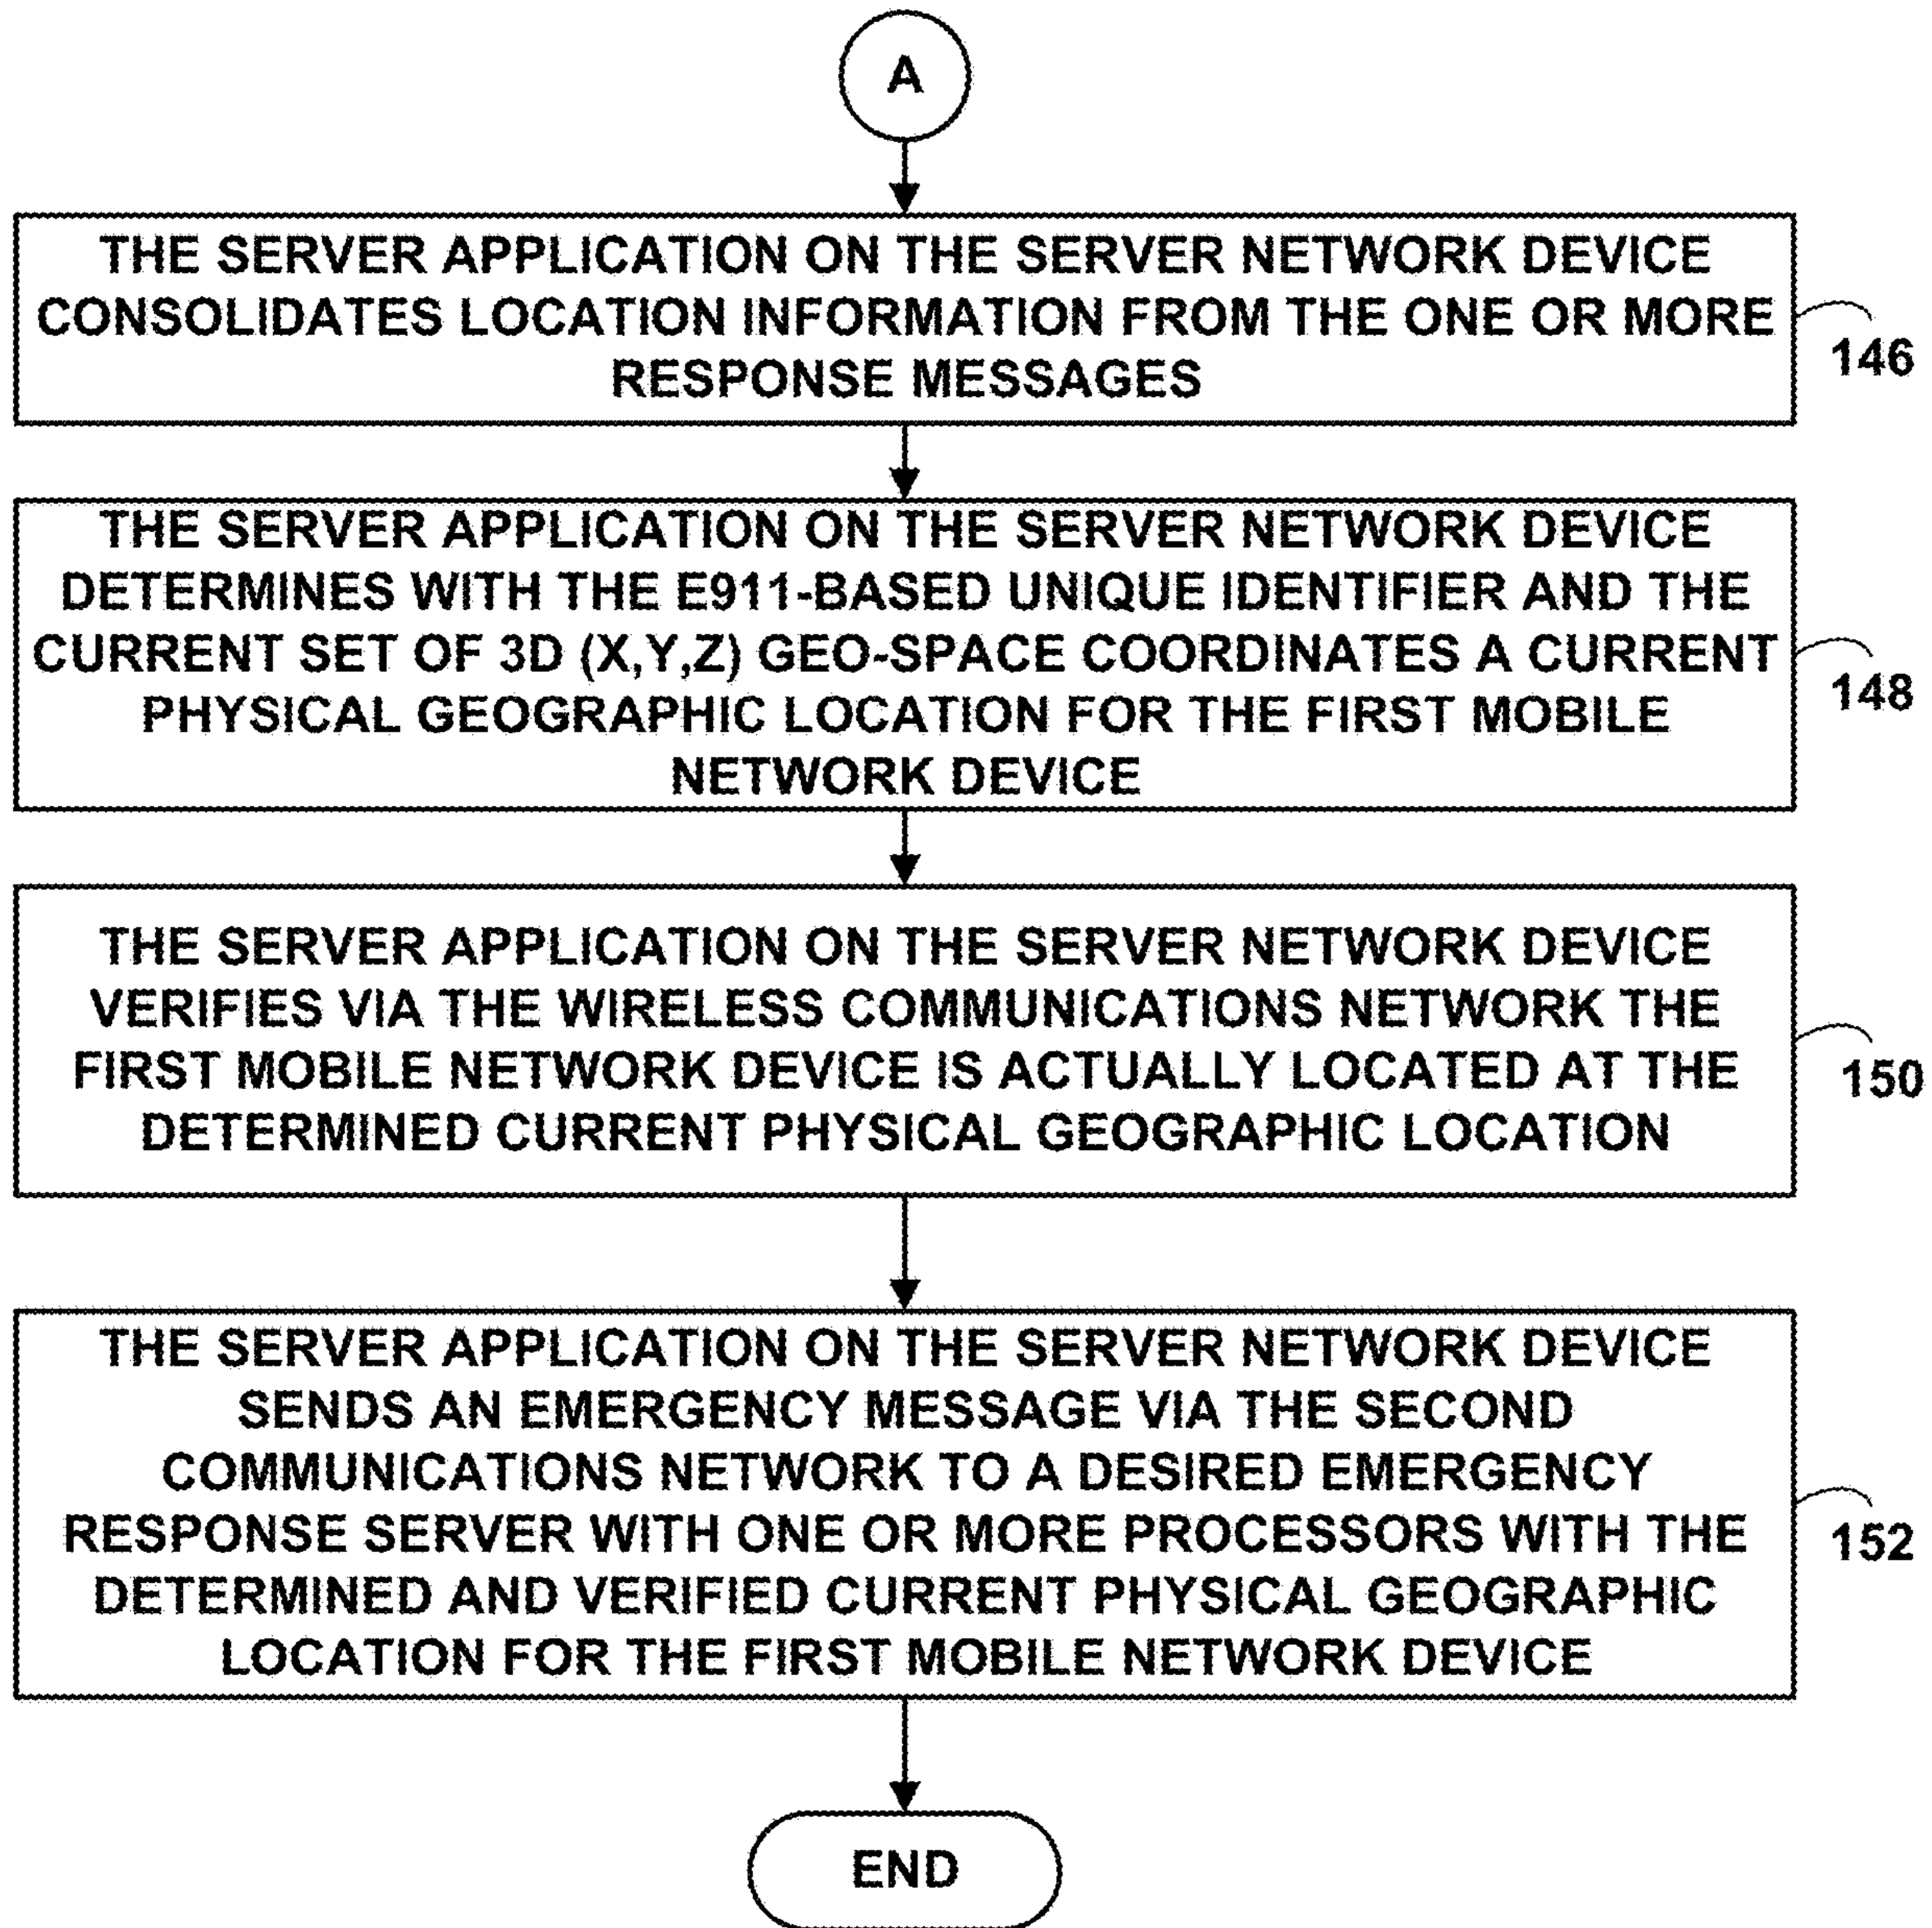 A
THE SERVER APPLICATION ON THE SERVER NETWORK DEVICE
CONSOLIDATES LOCATION INFORMATION FROM THE ONE OR MORE
RESPONSE MESSAGES
146
THE SERVER APPLICATION ON THE SERVER NETWORK DEVICE
DETERMINES WITH THE E911-BASED UNIQUE IDENTIFIER AND THE
CURRENT SET OF 3D (X,Y,Z) GEO-SPACE COORDINATES A CURRENT
PHYSICAL GEOGRAPHIC LOCATION FOR THE FIRST MOBILE
NETWORK DEVICE
148
THE SERVER APPLICATION ON THE SERVER NETWORK DEVICE
VERIFIES VIA THE WIRELESS COMMUNICATIONS NETWORK THE
FIRST MOBILE NETWORK DEVICE IS ACTUALLY LOCATED AT THE
DETERMINED CURRENT PHYSICAL GEOGRAPHIC LOCATION
150
THE SERVER APPLICATION ON THE SERVER NETWORK DEVICE
SENDS AN EMERGENCY MESSAGE VIA THE SECOND
COMMUNICATIONS NETWORK TO A DESIRED EMERGENCY
RESPONSE SERVER WITH ONE OR MORE PROCESSORS WITH THE
DETERMINED AND VERIFIED CURRENT PHYSICAL GEOGRAPHIC
LOCATION FOR THE FIRST MOBILE NETWORK DEVICE
152
END